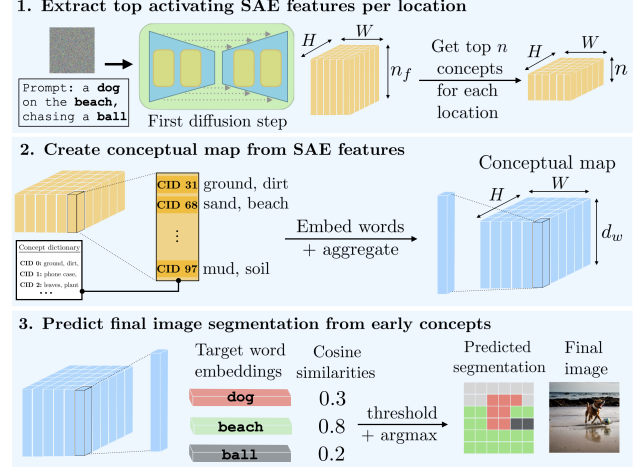 1. Extract top activating SAE features per location
Prompt: a dog
on the beach,
chasing a ball
First diffusion step
H
W
n_f
Get top n
concepts
for each
location
H
W
n
2. Create conceptual map from SAE features
CID 31 ground, dirt
CID 68 sand, beach
⋮
CID 97 mud, soil
Concept dictionary
CID 0: ground, dirt,
CID 1: phone case,
CID 2: leaves, plant
...
Embed words
+ aggregate
Conceptual map
H
W
d_w
3. Predict final image segmentation from early concepts
Target word
embeddings
Cosine
similarities
dog 0.3
beach 0.8
ball 0.2
threshold
+ argmax
Predicted
segmentation
Final
image